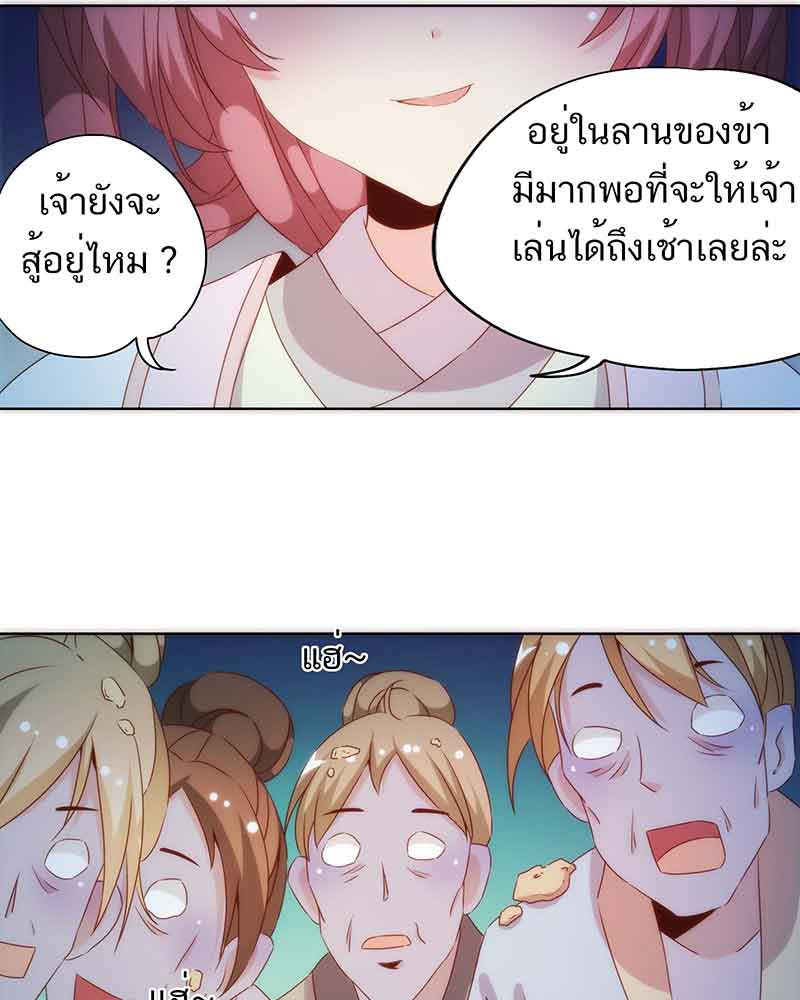 เจ้ายังจะ
สู้อยู่ไหม ?
อยู่ในลานของข้า
มีมากพอที่จะให้เจ้า
เล่นได้ถึงเช้าเลยล่ะ
แฮ่~
แฮ่~